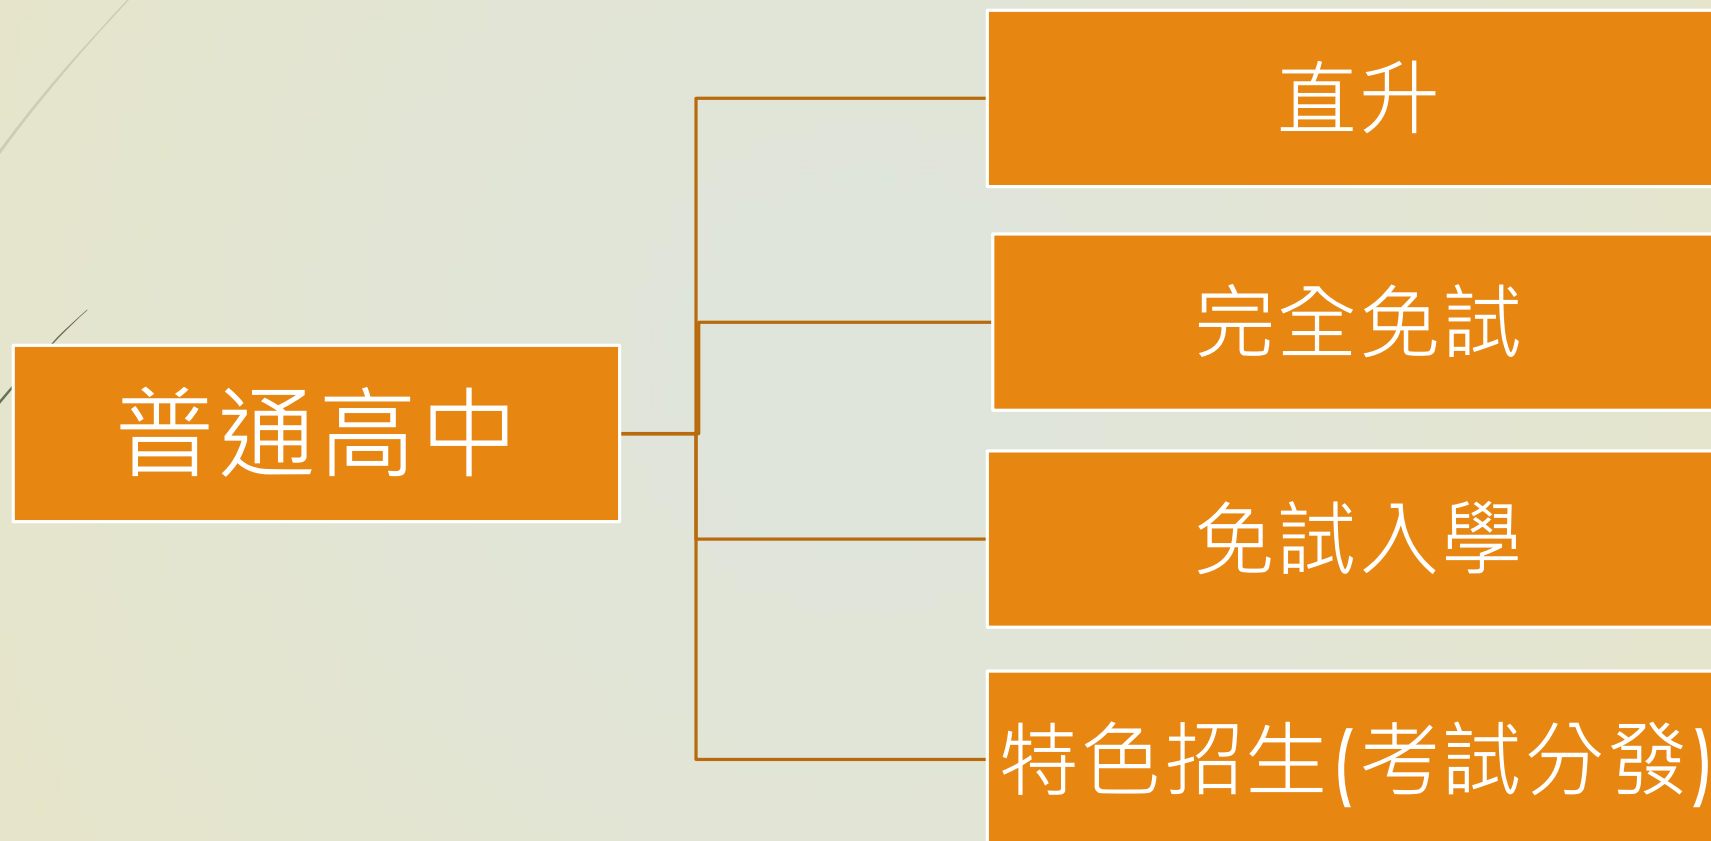 直升
完全免試
普通高中
免試入學
特色招生(考試分發)